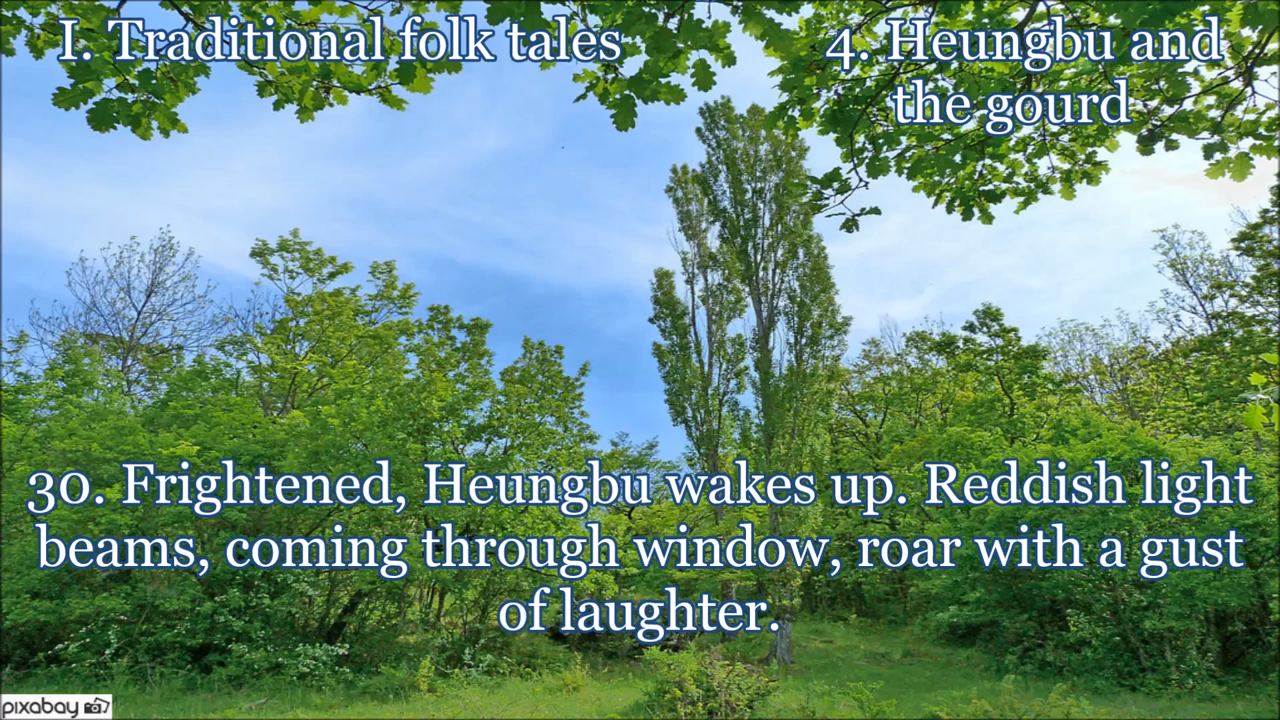 I. Traditional folk tales
4. Heungbu and
the gourd
30. Frightened, Heungbu wakes up. Reddish light
beams, coming through window, roar with a gust
of laughter.
pixabay